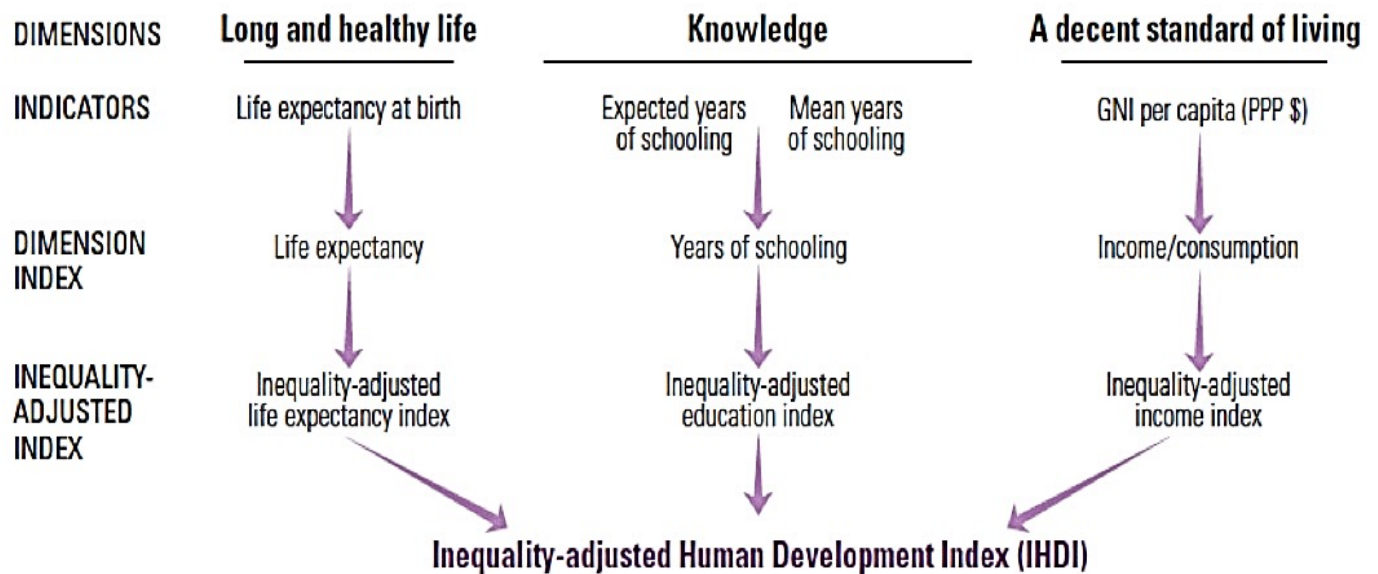 DIMENSIONS
Long and healthy life
Knowledge
A decent standard of living
INDICATORS
Life expectancy at birth
Expected years
of schooling
Mean years
of schooling
GNI per capita (PPP $)
DIMENSION
INDEX
Life expectancy
Years of schooling
Income/consumption
INEQUALITY-
ADJUSTED
INDEX
Inequality-adjusted
life expectancy index
Inequality-adjusted
education index
Inequality-adjusted
income index
Inequality-adjusted Human Development Index (IHDI)